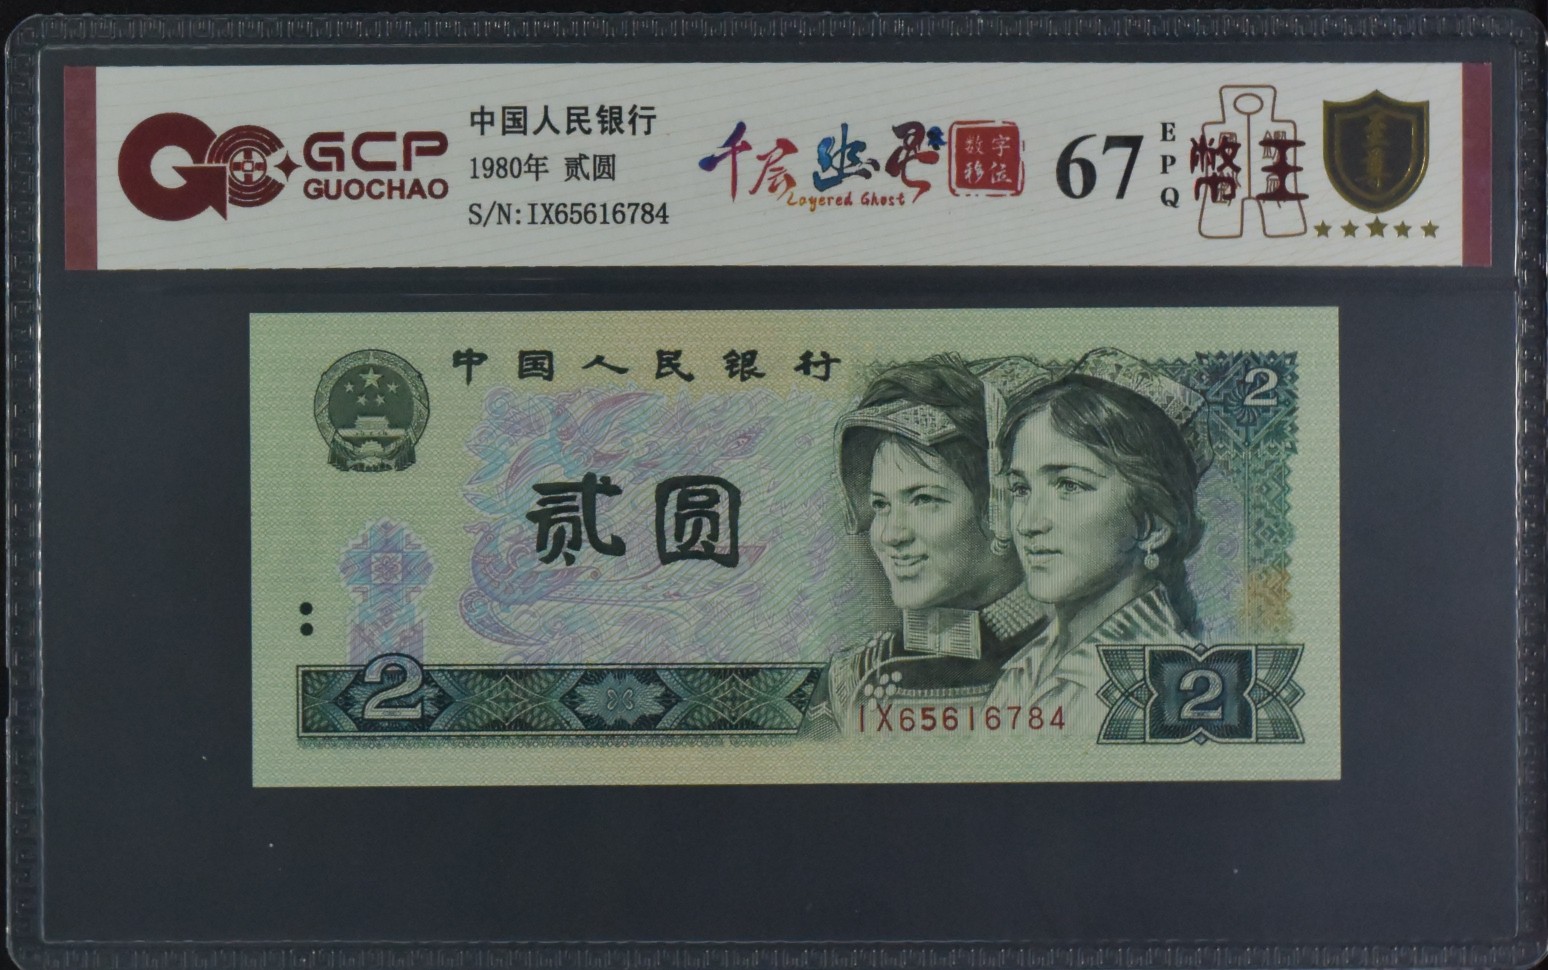 GCP
GUOCHAO
中国人民银行
1980年 贰圆
S/N:IX65616784
千层幽灵
Layered Ghost
数字
移位
67
EPQ
至尊
中国人民银行
2
贰圆
2
IX65616784
2